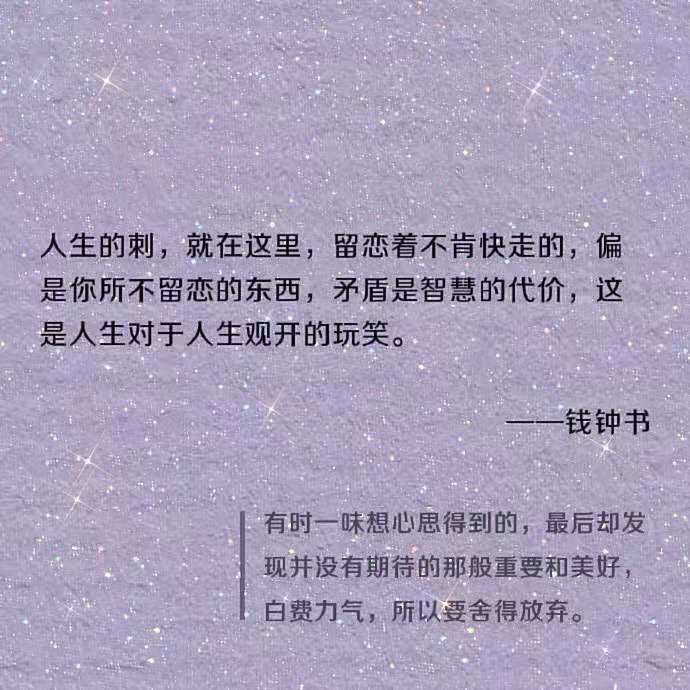 人生的刺，就在这里，留恋着不肯快走的，偏
是你所不留恋的东西，矛盾是智慧的代价，这
是人生对于人生观开的玩笑。
——钱钟书
有时一味想心思得到的，最后却发
现并没有期待的那般重要和美好，
白费力气，所以要舍得放弃。